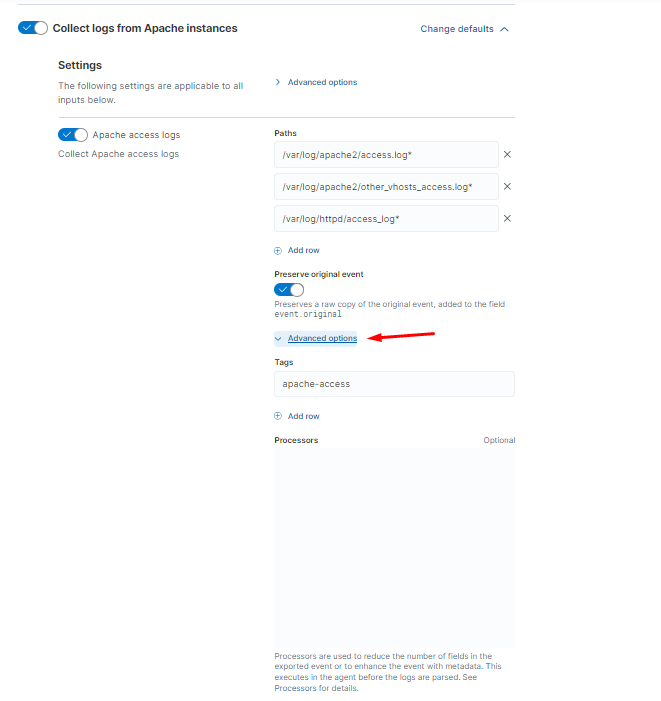 Collect logs from Apache instances
Change defaults
Settings
The following settings are applicable to all
inputs below.
Advanced options
Apache access logs
Collect Apache access logs
Paths
/var/log/apache2/access.log*
/var/log/apache2/other_vhosts_access.log*
/var/log/httpd/access_log*
Add row
Preserve original event
Preserves a raw copy of the original event, added to the field
event.original
Advanced options
Tags
apache-access
Add row
Processors
Optional
Processors are used to reduce the number of fields in the
exported event or to enhance the event with metadata. This
executes in the agent before the logs are parsed. See
Processors for details.